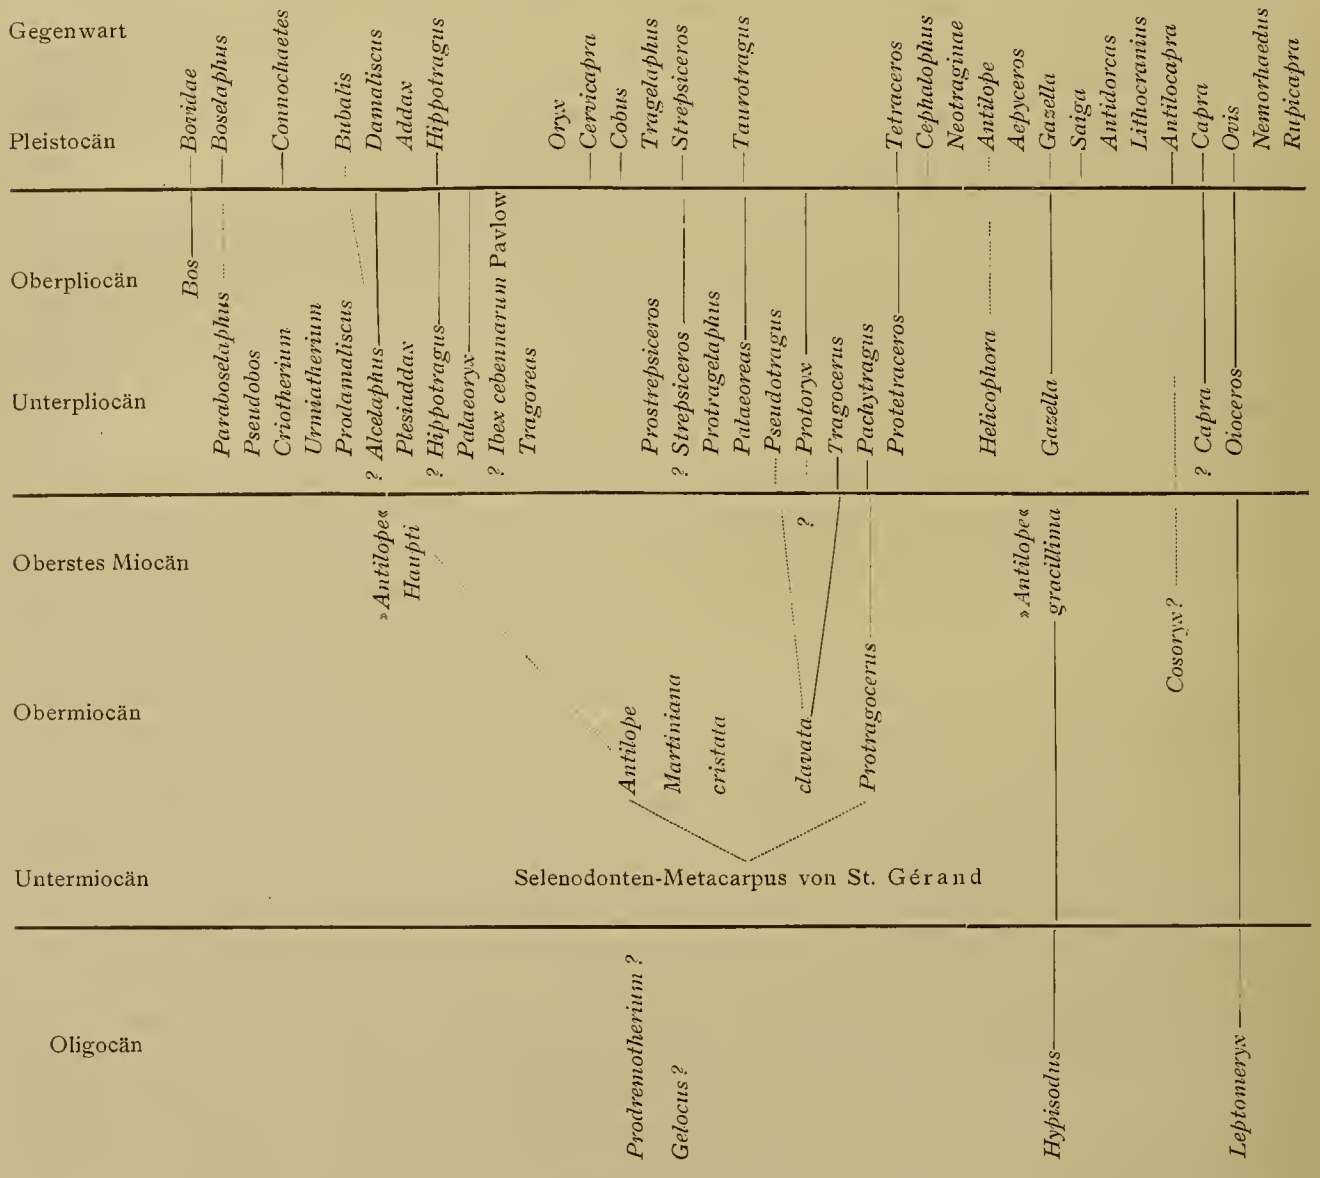 Gegenwart
Pleistocän
Bovidae
Boselaphus
Connochaetes
Bubalis
Damaliscus
Addax
Hippotragus
Oryx
Cervicapra
Cobus
Tragelaphus
Strepsiceros
Taurotragus
Tetraceros
Cephalophus
Neotraginae
Antilope
Aepyceros
Gazella
Saiga
Antidorcas
Lithocranius
Antilocapra
Capra
Ovis
Nemorhaedus
Rupicapra
Oberpliocän
Bos
Unterpliocän
Paraboselaphus
Pseudobos
Criotherium
Urmiatherium
Prodamaliscus
? Alcelaphus
Plesiaddax
? Hippotragus
Palaeoryx
? Ibex cebennarum Pavlow
Tragoreas
Prostrepsiceros
? Strepsiceros
Protragelaphus
Palaeoreas
Pseudotragus
Protoryx
Tragocerus
Pachytragus
Protetraceros
Helicophora
Gazella
? Capra
Oioceros
Oberstes Miocän
»Antilope«
Haupti
?
»Antilope«
gracillima
Cosoryx?
Obermiocän
Antilope
Martiniana
cristata
clavata
Protragocerus
Untermiocän
Selenodonten-Metacarpus von St. Gérand
Oligocän
Prodremotherium ?
Gelocus ?
Hypisodus
Leptomeryx